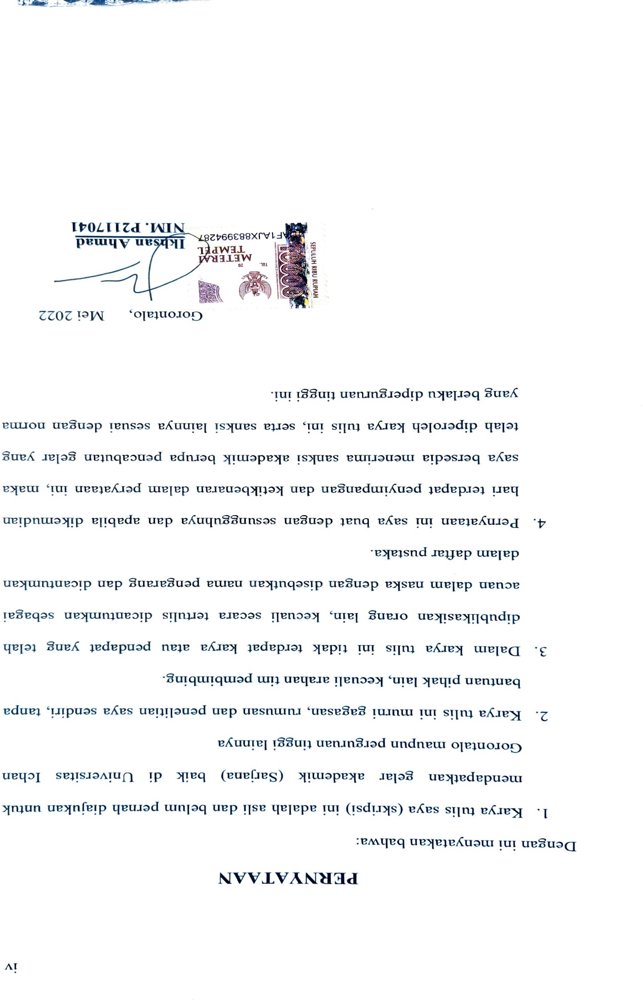 iv
PERNYATAAN
Dengan ini menyatakan bahwa:
1. Karya tulis saya (skripsi) ini adalah asli dan belum pernah diajukan untuk
mendapatkan gelar akademik (Sarjana) baik di Universitas Ichan
Gorontalo maupun perguruan tinggi lainnya
2. Karya tulis ini murni gagasan, rumusan dan penelitian saya sendiri, tanpa
bantuan pihak lain, kecuali arahan tim pembimbing.
3. Dalam karya tulis ini tidak terdapat karya atau pendapat yang telah
dipublikasikan orang lain, kecuali secara tertulis dicantumkan sebagai
acuan dalam naska dengan disebutkan nama pengarang dan dicantumkan
dalam daftar pustaka.
4. Pernyataan ini saya buat dengan sesungguhnya dan apabila dikemudian
hari terdapat penyimpangan dan ketikbenaran dalam peryataan ini, maka
saya bersedia menerima sanksi akademik berupa pencabutan gelar yang
telah diperoleh karya tulis ini, serta sanksi lainnya sesuai dengan norma
yang berlaku diperguruan tinggi ini.
Gorontalo, Mei 2022
SEPULUH RIBU RUPIAH
10000
TGL. 20
METERAI
TEMPEL
AF1AJX883994287
Ikhsan Ahmad
NIM. P2117041